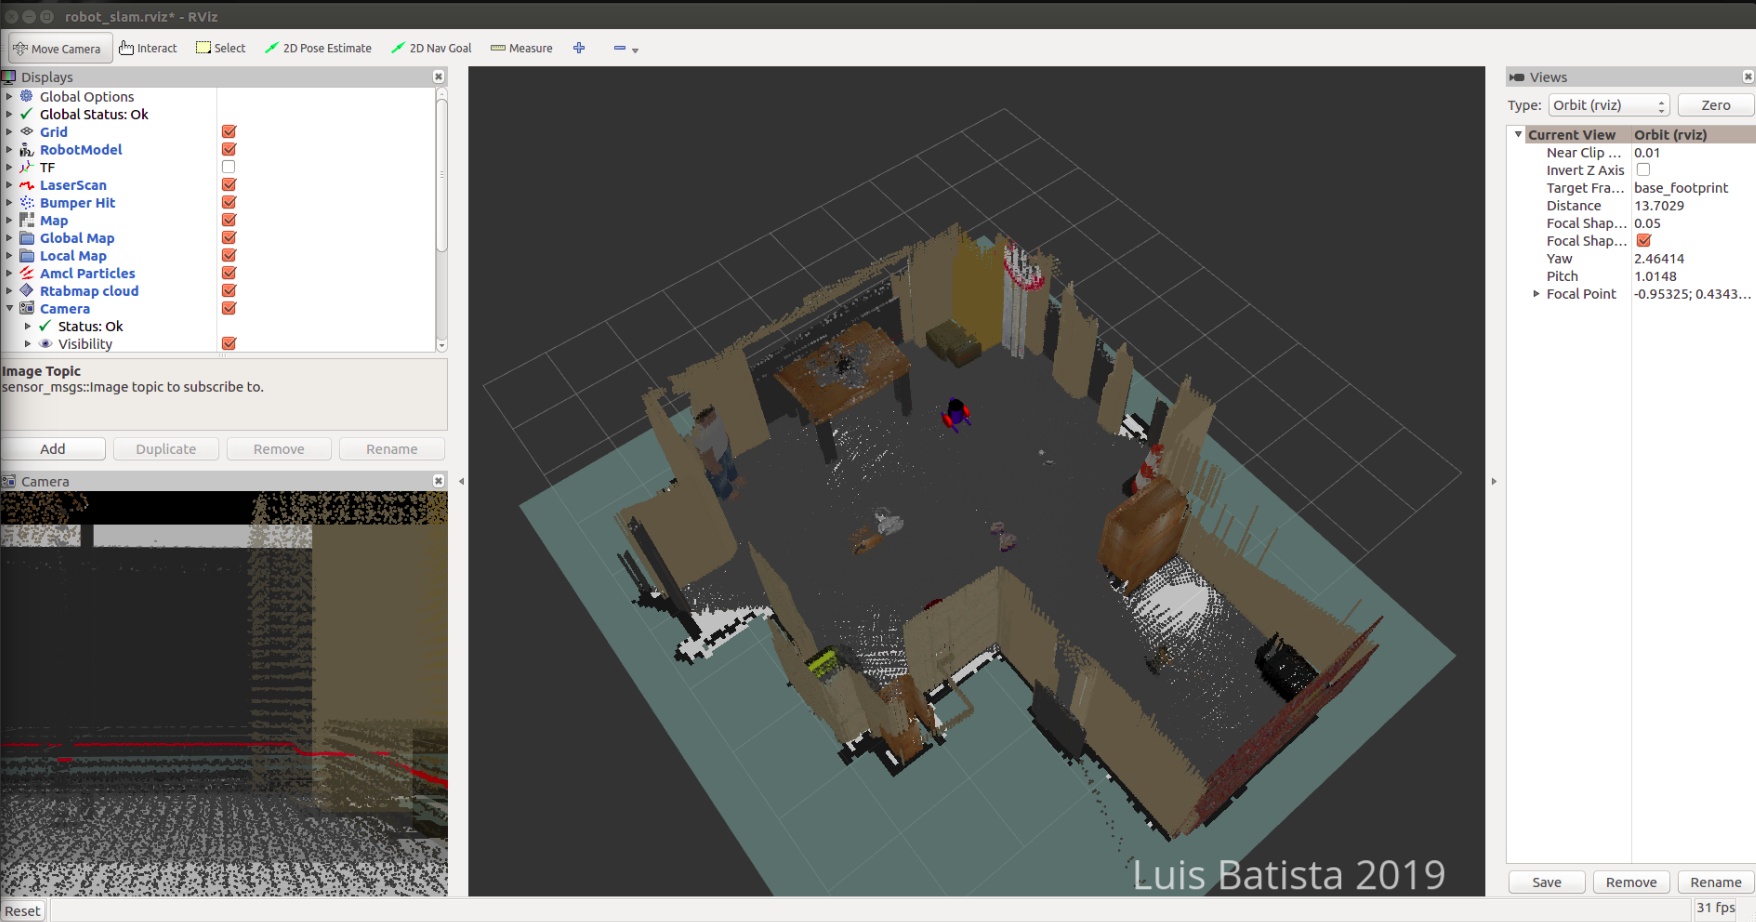 robot_slam.rviz* - RViz
Move Camera Interact Select 2D Pose Estimate 2D Nav Goal Measure
Displays
Global Options
Global Status: Ok
Grid
RobotModel
TF
LaserScan
Bumper Hit
Map
Global Map
Local Map
Amcl Particles
Rtabmap cloud
Camera
Status: Ok
Visibility
Image Topic
sensor_msgs::Image topic to subscribe to.
Add Duplicate Remove Rename
Camera
Reset
Luis Batista 2019
Views
Type: Orbit (rviz) Zero
Current View Orbit (rviz)
Near Clip ... 0.01
Invert Z Axis
Target Fra... base_footprint
Distance 13.7029
Focal Shap... 0.05
Focal Shap...
Yaw 2.46414
Pitch 1.0148
Focal Point -0.95325; 0.4343...
Save Remove Rename
31 fps